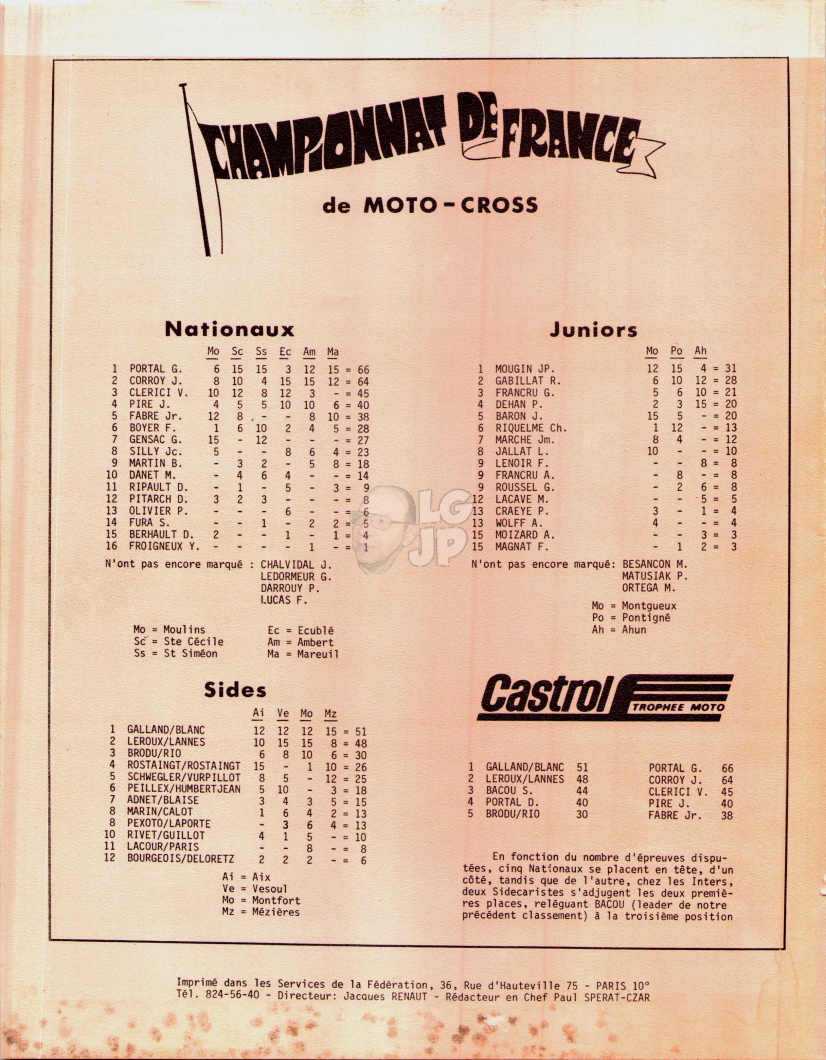 CHAMPIONNAT DE FRANCE
de MOTO-CROSS
Nationaux
Mo Sc Ss Ec Am Ma
1 PORTAL G. 6 15 15 3 12 15 = 66
2 CORROY J. 8 10 4 15 15 12 = 64
3 CLERICI V. 10 12 8 12 3 - = 45
4 PIRE J. 4 5 5 10 10 6 = 40
5 FABRE Jr. 12 8 - - 8 10 = 38
6 BOYER F. 1 6 10 2 4 5 = 28
7 GENSAC G. 15 - 12 - - - = 27
8 SILLY Jc. 5 - - 8 6 4 = 23
9 MARTIN B. - 3 2 - 5 8 = 18
10 DANET M. - 4 6 4 - - = 14
11 RIPAULT D. - 1 - 5 - 3 = 9
12 PITARCH D. 3 2 3 - - - = 8
13 OLIVIER P. - - - 6 - - = 6
14 FURA S. - - 1 - 2 2 = 5
15 BERHAULT D. 2 - - 1 - 1 = 4
16 FROIGNEUX Y. - - - - 1 - = 1
N'ont pas encore marqué : CHALVIDAL J.
LEDORMEUR G.
DARROUY P.
LUCAS F.
Mo = Moulins Ec = Ecublé
Sc = Ste Cécile Am = Ambert
Ss = St Siméon Ma = Mareuil
Juniors
Mo Po Ah
1 MOUGIN JP. 12 15 4 = 31
2 GABILLAT R. 6 10 12 = 28
3 FRANCRU G. 5 6 10 = 21
4 DEHAN P. 2 3 15 = 20
5 BARON J. 15 5 - = 20
6 RIQUELME Ch. 1 12 - = 13
7 MARCHE Jm. 8 4 - = 12
8 JALLAT L. 10 - - = 10
9 LENOIR F. - - 8 = 8
9 FRANCRU A. - 8 - = 8
9 ROUSSEL G. - 2 6 = 8
12 LACAVE M. - - 5 = 5
13 CRAEYE P. 3 - 1 = 4
13 WOLFF A. 4 - - = 4
15 MOIZARD A. - - 3 = 3
15 MAGNAT F. - 1 2 = 3
N'ont pas encore marqué: BESANCON M.
MATUSIAK P.
ORTEGA M.
Mo = Montgueux
Po = Pontigné
Ah = Ahun
LG
JP
Sides
Ai Ve Mo Mz
1 GALLAND/BLANC 12 12 12 15 = 51
2 LEROUX/LANNES 10 15 15 8 = 48
3 BRODU/RIO 6 8 10 6 = 30
4 ROSTAINGT/ROSTAINGT 15 - 1 10 = 26
5 SCHWEGLER/VURPILLOT 8 5 - 12 = 25
6 PEILLEX/HUMBERTJEAN 5 10 - 3 = 18
7 ADNET/BLAISE 3 4 3 5 = 15
8 MARIN/CALOT 1 6 4 2 = 13
8 PEXOTO/LAPORTE - 3 6 4 = 13
10 RIVET/GUILLOT 4 1 5 - = 10
11 LACOUR/PARIS - - 8 - = 8
12 BOURGEOIS/DELORETZ 2 2 2 - = 6
Ai = Aix
Ve = Vesoul
Mo = Montfort
Mz = Mézières
Castrol
TROPHEE MOTO
1 GALLAND/BLANC 51 PORTAL G. 66
2 LEROUX/LANNES 48 CORROY J. 64
3 BACOU S. 44 CLERICI V. 45
4 PORTAL D. 40 PIRE J. 40
5 BRODU/RIO 30 FABRE Jr. 38
En fonction du nombre d'épreuves dispu-
tées, cinq Nationaux se placent en tête, d'un
côté, tandis que de l'autre, chez les Inters,
deux Sidecaristes s'adjugent les deux premiè-
res places, reléguant BACOU (leader de notre
précédent classement) à la troisième position
Imprimé dans les Services de la Fédération, 36, Rue d'Hauteville 75 - PARIS 10°
Tél. 824-56-40 - Directeur: Jacques RENAUT - Rédacteur en Chef Paul SPERAT-CZAR